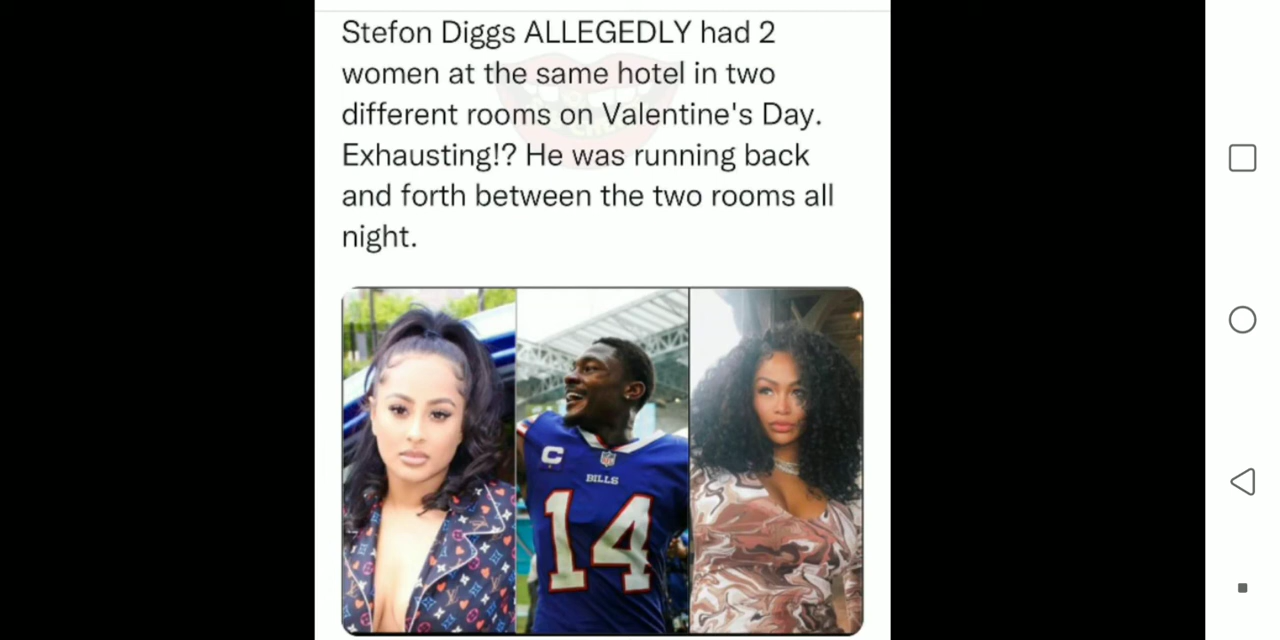 Stefon Diggs ALLEGEDLY had 2
women at the same hotel in two
different rooms on Valentine's Day.
Exhausting!? He was running back
and forth between the two rooms all
night.
C
BILLS
14